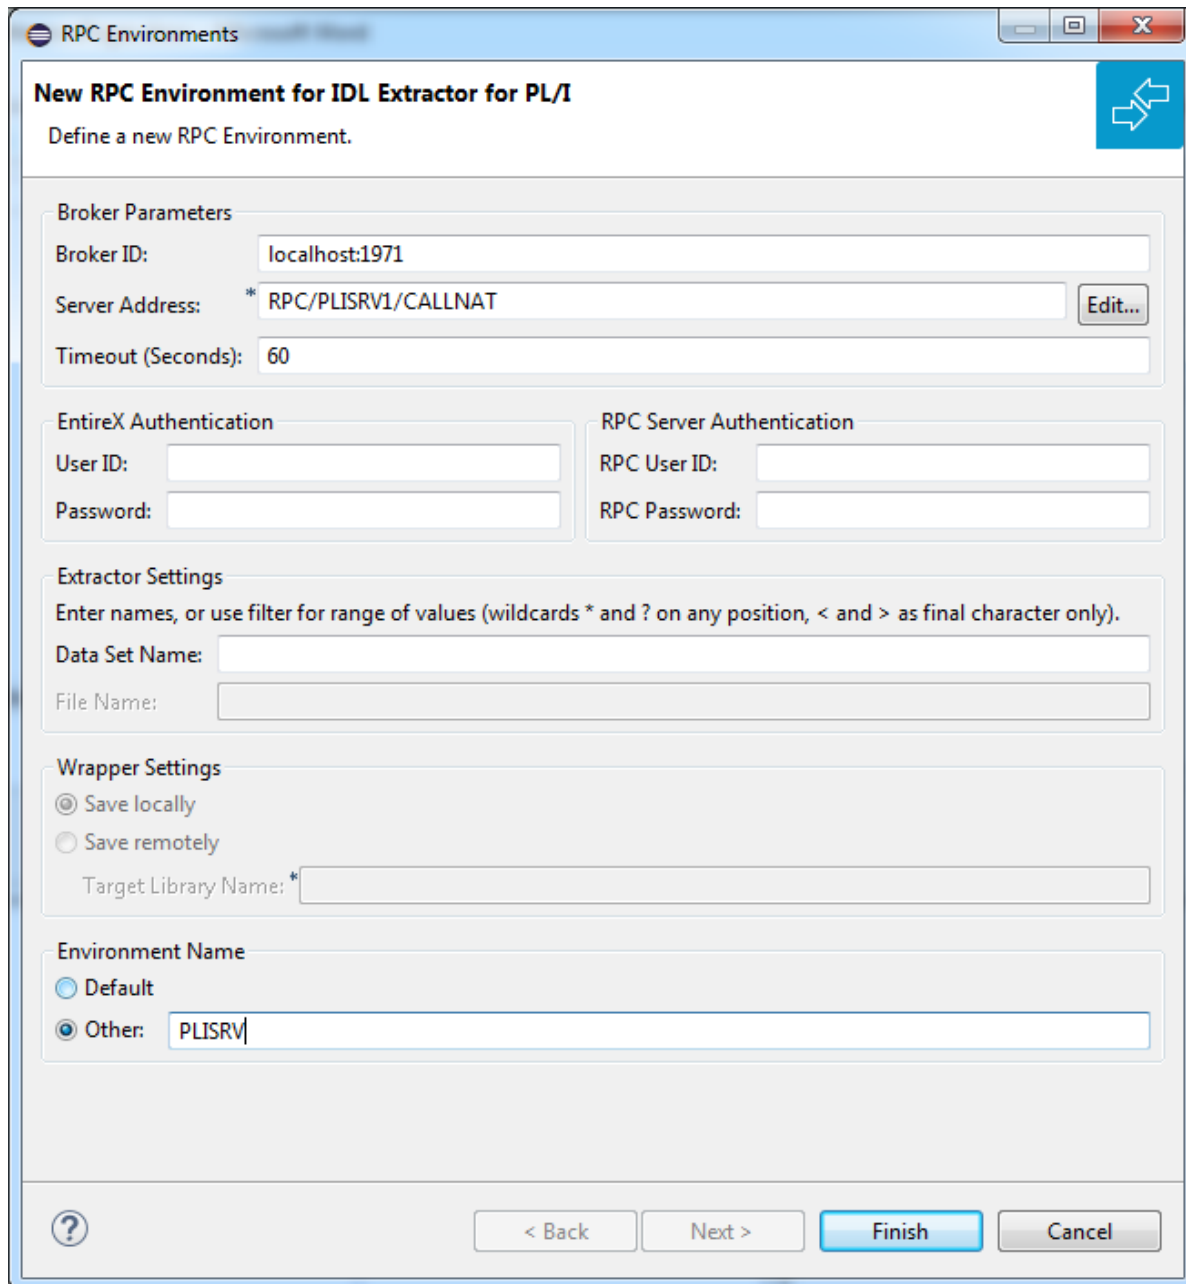 RPC Environments
New RPC Environment for IDL Extractor for PL/I
Define a new RPC Environment.
Broker Parameters
Broker ID: localhost:1971
Server Address: * RPC/PLISRV1/CALLNAT Edit...
Timeout (Seconds): 60
EntireX Authentication RPC Server Authentication
User ID: RPC User ID:
Password: RPC Password:
Extractor Settings
Enter names, or use filter for range of values (wildcards * and ? on any position, < and > as final character only).
Data Set Name:
File Name:
Wrapper Settings
Save locally
Save remotely
Target Library Name: *
Environment Name
Default
Other: PLISRV
? < Back Next > Finish Cancel